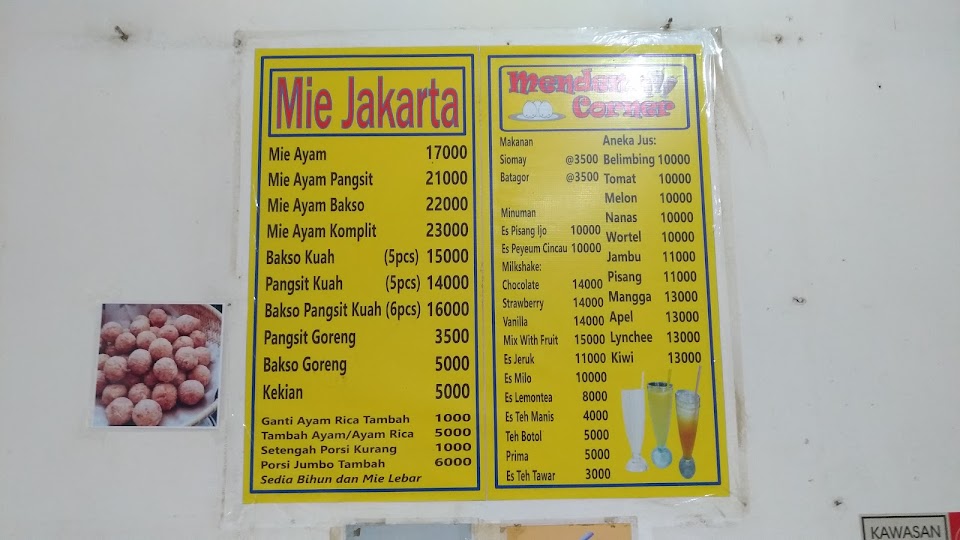 Mie Jakarta
Mie Ayam 17000
Mie Ayam Pangsit 21000
Mie Ayam Bakso 22000
Mie Ayam Komplit 23000
Bakso Kuah (5pcs) 15000
Pangsit Kuah (5pcs) 14000
Bakso Pangsit Kuah (6pcs) 16000
Pangsit Goreng 3500
Bakso Goreng 5000
Kekian 5000
Ganti Ayam Rica Tambah 1000
Tambah Ayam/Ayam Rica 5000
Setengah Porsi Kurang 1000
Porsi Jumbo Tambah 6000
Sedia Bihun dan Mie Lebar
Corner
Makanan
Siomay @3500
Batagor @3500
Minuman
Es Pisang Ijo 10000
Es Peyeum Cincau 10000
Milkshake:
Chocolate 14000
Strawberry 14000
Vanilla 14000
Mix With Fruit 15000
Es Jeruk 11000
Es Milo 10000
Es Lemontea 8000
Es Teh Manis 4000
Teh Botol 5000
Prima 5000
Es Teh Tawar 3000
Aneka Jus:
Belimbing 10000
Tomat 10000
Melon 10000
Nanas 10000
Wortel 10000
Jambu 11000
Pisang 11000
Mangga 13000
Apel 13000
Lynchee 13000
Kiwi 13000
KAWASAN